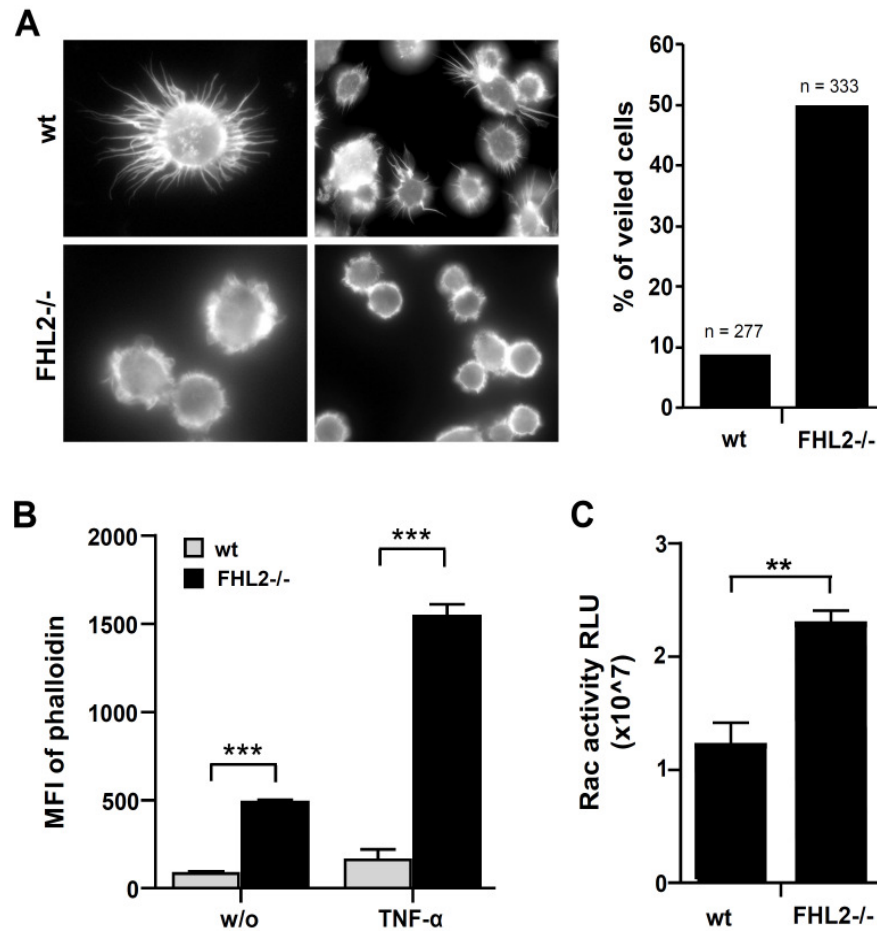 A
wt
FHL2-/-
% of veiled cells
60
50
40
30
20
10
0
n = 277
n = 333
wt
FHL2-/-
B
MFI of phalloidin
2000
1500
1000
500
0
wt
FHL2-/-
***
***
w/o
TNF-α
C
Rac activity RLU
(x10^7)
3
2
1
0
**
wt
FHL2-/-